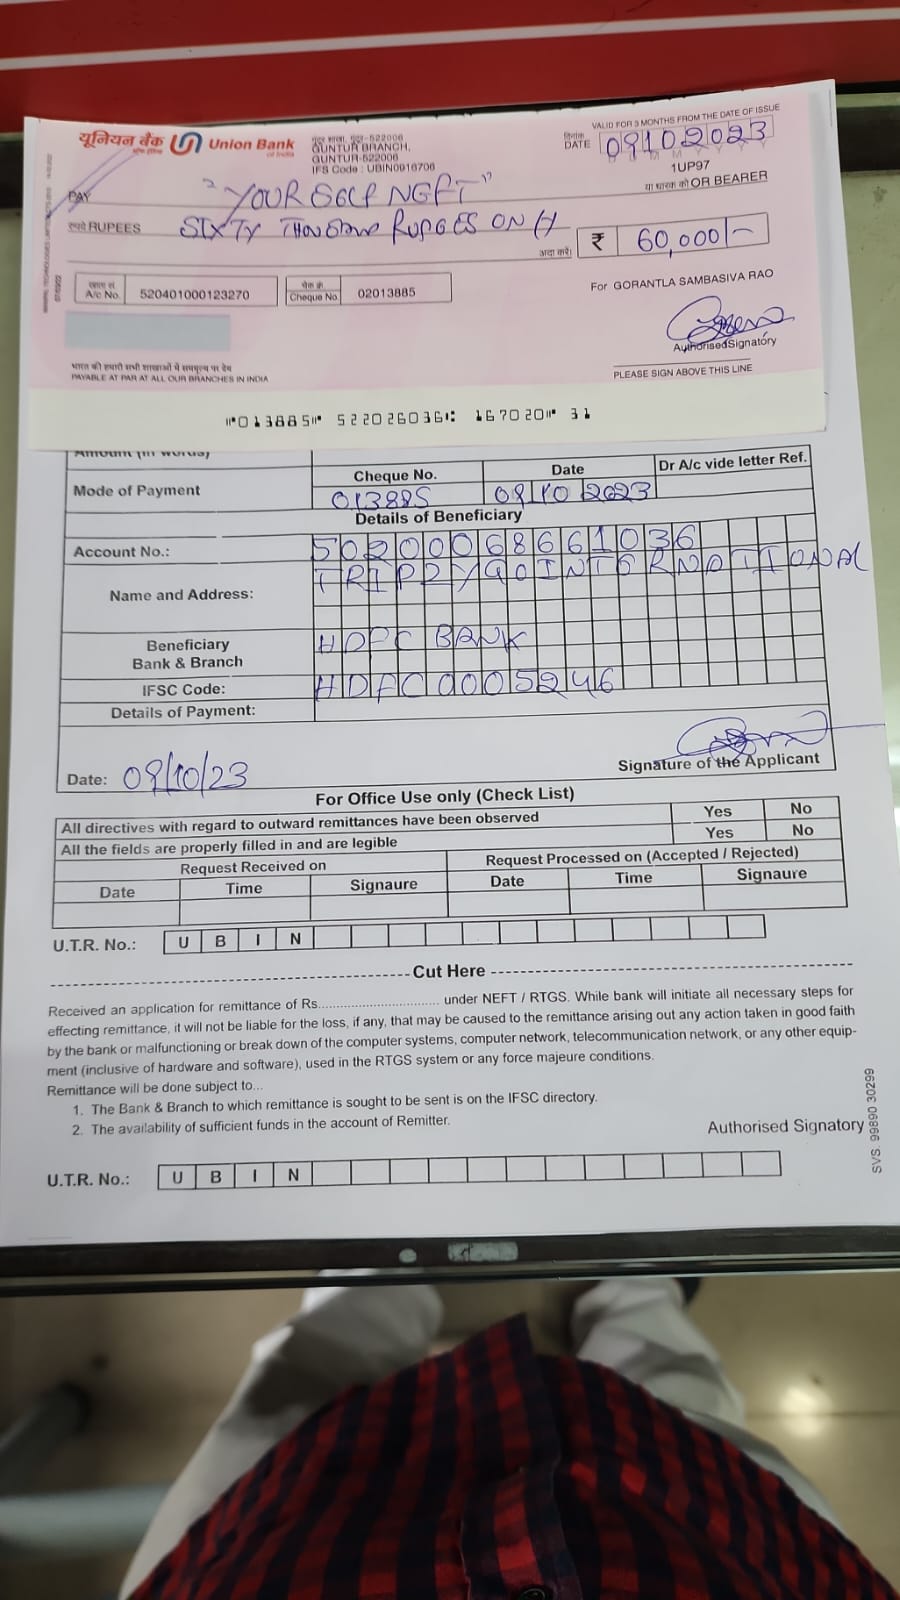 यूनियन बैंक Union Bank
of India
गुंटूर शाखा, गुंटूर-522006
GUNTUR BRANCH,
GUNTUR-522006
IFS Code : UBIN0916706
VALID FOR 3 MONTHS FROM THE DATE OF ISSUE
दिनांक
DATE 09102023
D M M Y Y Y Y
1UP97
PAY "YOURSELF NEFT" या धारक को OR BEARER
रुपये RUPEES SIXTY THOUSAND RUPEES ONLY
अदा करें। ₹ 60,000/-
खाता सं.
A/c No. 520401000123270
चेक क्र.
Cheque No. 02013885
For GORANTLA SAMBASIVA RAO
Authorised Signatory
PLEASE SIGN ABOVE THIS LINE
भारत की हमारी सभी शाखाओं में सममूल्य पर देय
PAYABLE AT PAR AT ALL OUR BRANCHES IN INDIA
⑈013885⑈ 522026036⑆ 167020⑈ 31
Amount (in words)
Mode of Payment
Cheque No. Date Dr A/c vide letter Ref.
013885 09 10 2023
Details of Beneficiary
Account No.: 50200068661036
Name and Address: TRIP2YGOINTERNATIONAL
Beneficiary
Bank & Branch HDFC BANK
IFSC Code: HDFC0005246
Details of Payment:
Date: 09/10/23 Signature of the Applicant
For Office Use only (Check List)
All directives with regard to outward remittances have been observed Yes No
All the fields are properly filled in and are legible Yes No
Request Received on Request Processed on (Accepted / Rejected)
Date Time Signaure Date Time Signaure
U.T.R. No.: U B I N
Cut Here
Received an application for remittance of Rs................................. under NEFT / RTGS. While bank will initiate all necessary steps for
effecting remittance, it will not be liable for the loss, if any, that may be caused to the remittance arising out any action taken in good faith
by the bank or malfunctioning or break down of the computer systems, computer network, telecommunication network, or any other equip-
ment (inclusive of hardware and software), used in the RTGS system or any force majeure conditions.
Remittance will be done subject to...
1. The Bank & Branch to which remittance is sought to be sent is on the IFSC directory.
2. The availability of sufficient funds in the account of Remitter.
Authorised Signatory
SVS. 99890 30299
U.T.R. No.: U B I N